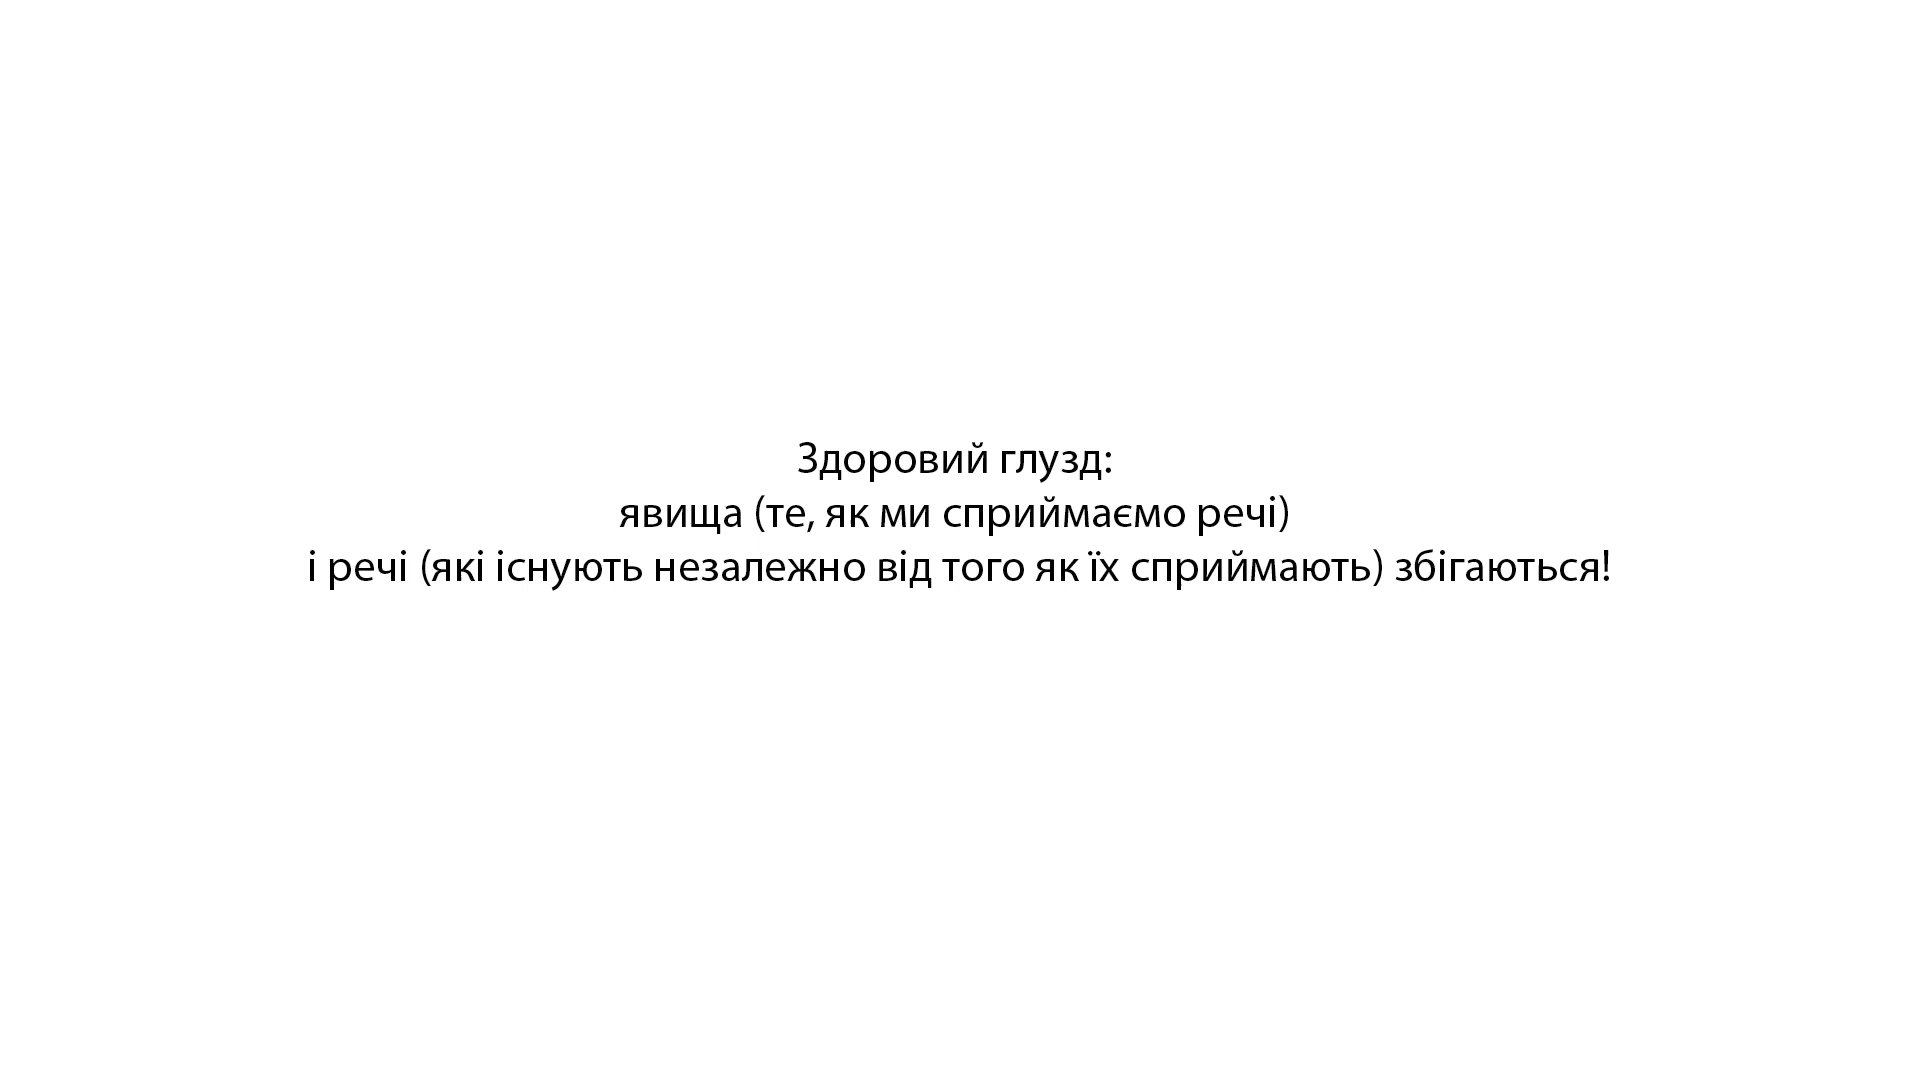 Здоровий глузд:
явища (те, як ми сприймаємо речі)
і речі (які існують незалежно від того як їх сприймають) збігаються!